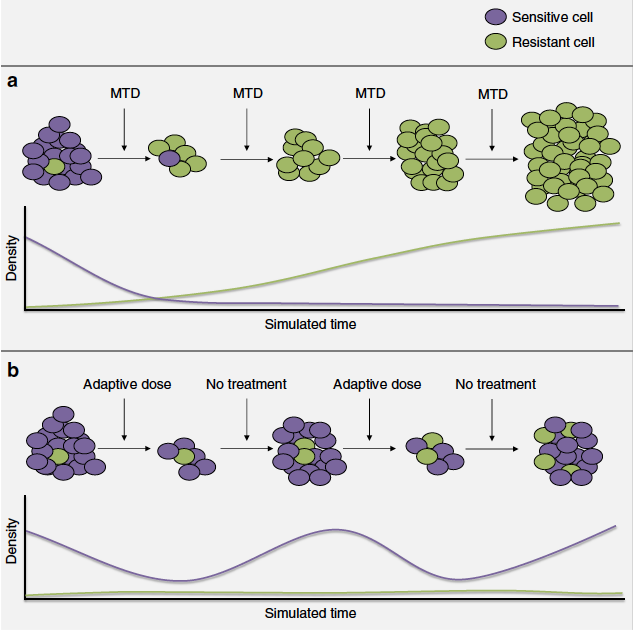 Sensitive cell
Resistant cell
a
MTD MTD MTD MTD
Density
Simulated time
b
Adaptive dose No treatment Adaptive dose No treatment
Density
Simulated time